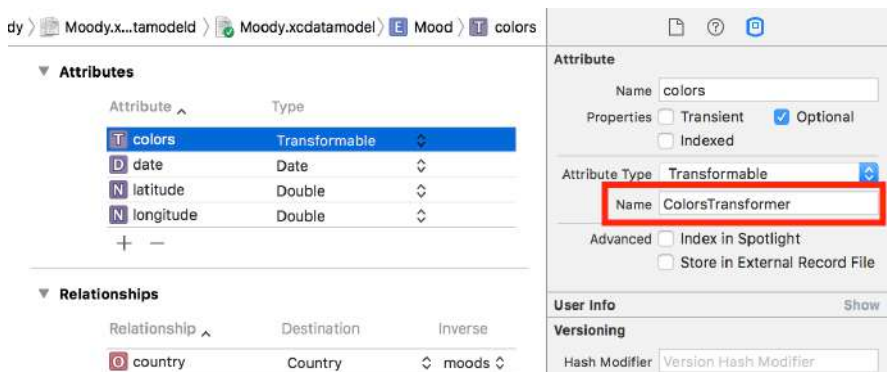 dy Moody.x...tamodeld Moody.xcdatamodel E Mood T colors
Attributes
Attribute Type
T colors Transformable
D date Date
N latitude Double
N longitude Double
+ −
Relationships
Relationship Destination Inverse
O country Country moods
Attribute
Name colors
Properties Transient Optional
Indexed
Attribute Type Transformable
Name ColorsTransformer
Advanced Index in Spotlight
Store in External Record File
User Info Show
Versioning
Hash Modifier Version Hash Modifier